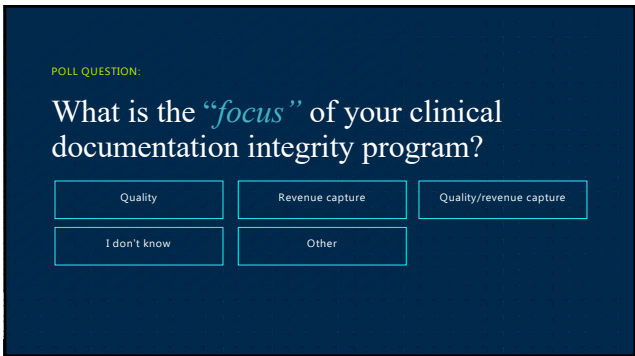 POLL QUESTION:
What is the “focus” of your clinical
documentation integrity program?
Quality
Revenue capture
Quality/revenue capture
I don't know
Other